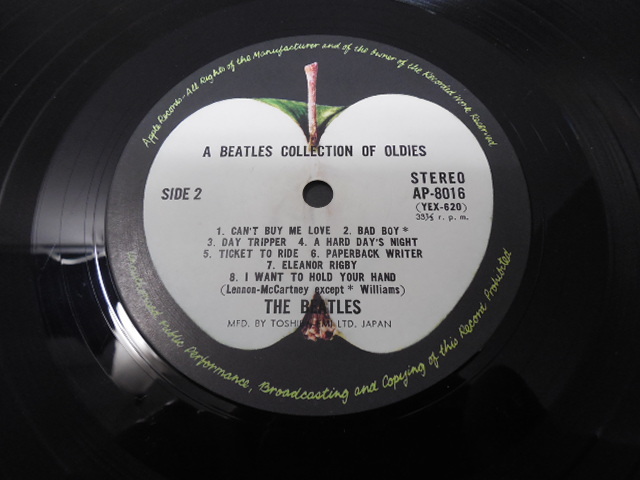 Apple Records-All Rights of the Manufacturer and of the Owner of the Recorded Work Reserved
A BEATLES COLLECTION OF OLDIES
STEREO
SIDE 2
AP-8016
(YEX-620)
33⅓ r. p. m.
1. CAN'T BUY ME LOVE 2. BAD BOY *
3. DAY TRIPPER 4. A HARD DAY'S NIGHT
5. TICKET TO RIDE 6. PAPERBACK WRITER
7. ELEANOR RIGBY
8. I WANT TO HOLD YOUR HAND
(Lennon-McCartney except * Williams)
THE BEATLES
MFD. BY TOSHIBA-EMI LTD. JAPAN
Unauthorized Public Performance, Broadcasting and Copying of this Record Prohibited